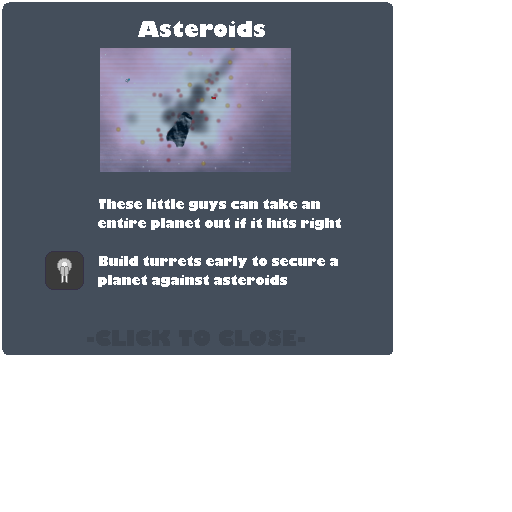 Asteroids
These little guys can take an
entire planet out if it hits right
Build turrets early to secure a
planet against asteroids
-CLICK TO CLOSE-